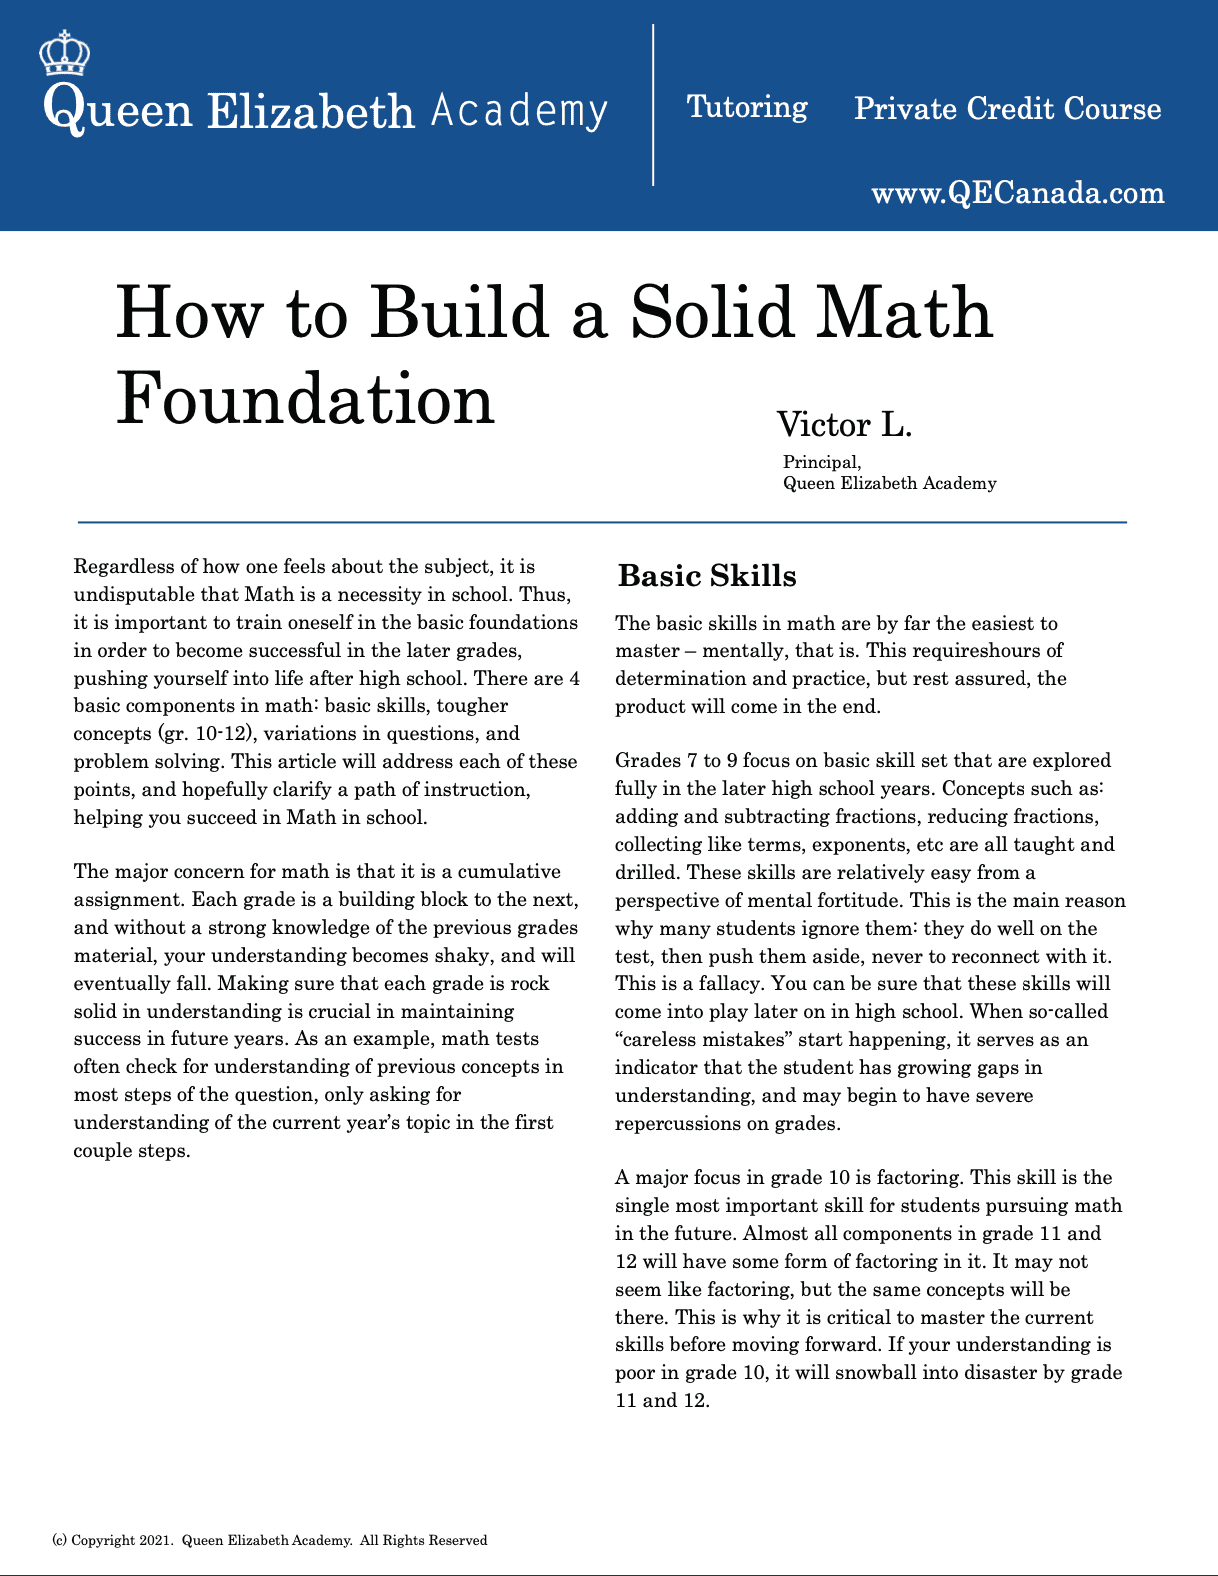 Queen Elizabeth Academy
Tutoring
Private Credit Course
www.QECanada.com
How to Build a Solid Math
Foundation
Victor L.
Principal,
Queen Elizabeth Academy
Regardless of how one feels about the subject, it is
undisputable that Math is a necessity in school. Thus,
it is important to train oneself in the basic foundations
in order to become successful in the later grades,
pushing yourself into life after high school. There are 4
basic components in math: basic skills, tougher
concepts (gr. 10-12), variations in questions, and
problem solving. This article will address each of these
points, and hopefully clarify a path of instruction,
helping you succeed in Math in school.
The major concern for math is that it is a cumulative
assignment. Each grade is a building block to the next,
and without a strong knowledge of the previous grades
material, your understanding becomes shaky, and will
eventually fall. Making sure that each grade is rock
solid in understanding is crucial in maintaining
success in future years. As an example, math tests
often check for understanding of previous concepts in
most steps of the question, only asking for
understanding of the current year’s topic in the first
couple steps.
Basic Skills
The basic skills in math are by far the easiest to
master – mentally, that is. This requireshours of
determination and practice, but rest assured, the
product will come in the end.
Grades 7 to 9 focus on basic skill set that are explored
fully in the later high school years. Concepts such as:
adding and subtracting fractions, reducing fractions,
collecting like terms, exponents, etc are all taught and
drilled. These skills are relatively easy from a
perspective of mental fortitude. This is the main reason
why many students ignore them: they do well on the
test, then push them aside, never to reconnect with it.
This is a fallacy. You can be sure that these skills will
come into play later on in high school. When so-called
“careless mistakes” start happening, it serves as an
indicator that the student has growing gaps in
understanding, and may begin to have severe
repercussions on grades.
A major focus in grade 10 is factoring. This skill is the
single most important skill for students pursuing math
in the future. Almost all components in grade 11 and
12 will have some form of factoring in it. It may not
seem like factoring, but the same concepts will be
there. This is why it is critical to master the current
skills before moving forward. If your understanding is
poor in grade 10, it will snowball into disaster by grade
11 and 12.
(c) Copyright 2021.  Queen Elizabeth Academy.  All Rights Reserved